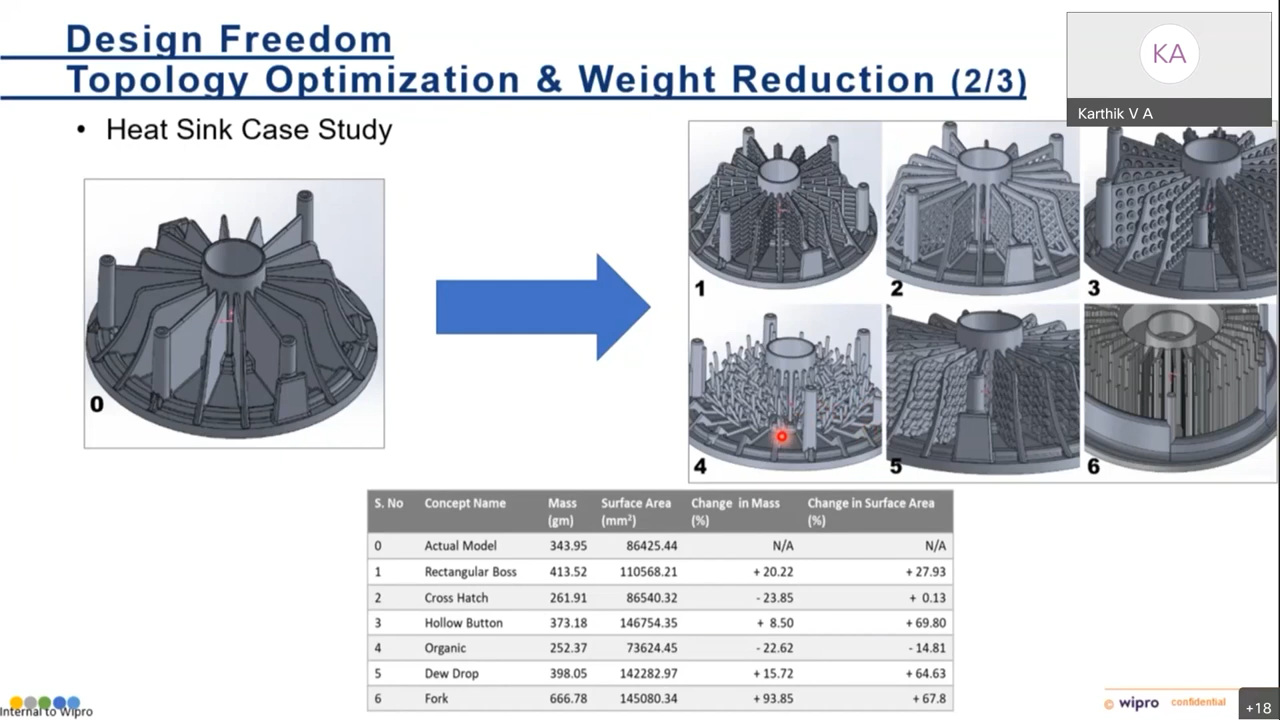 Design Freedom
Topology Optimization & Weight Reduction (2/3)
KA
Karthik V A
• Heat Sink Case Study
0
1
2
3
4
5
6
S. No Concept Name Mass (gm) Surface Area (mm²) Change in Mass (%) Change in Surface Area (%)
0 Actual Model 343.95 86425.44 N/A N/A
1 Rectangular Boss 413.52 110568.21 + 20.22 + 27.93
2 Cross Hatch 261.91 86540.32 - 23.85 + 0.13
3 Hollow Button 373.18 146754.35 + 8.50 + 69.80
4 Organic 252.37 73624.45 - 22.62 - 14.81
5 Dew Drop 398.05 142282.97 + 15.72 + 64.63
6 Fork 666.78 145080.34 + 93.85 + 67.8
Internal to Wipro
© wipro confidential
+18